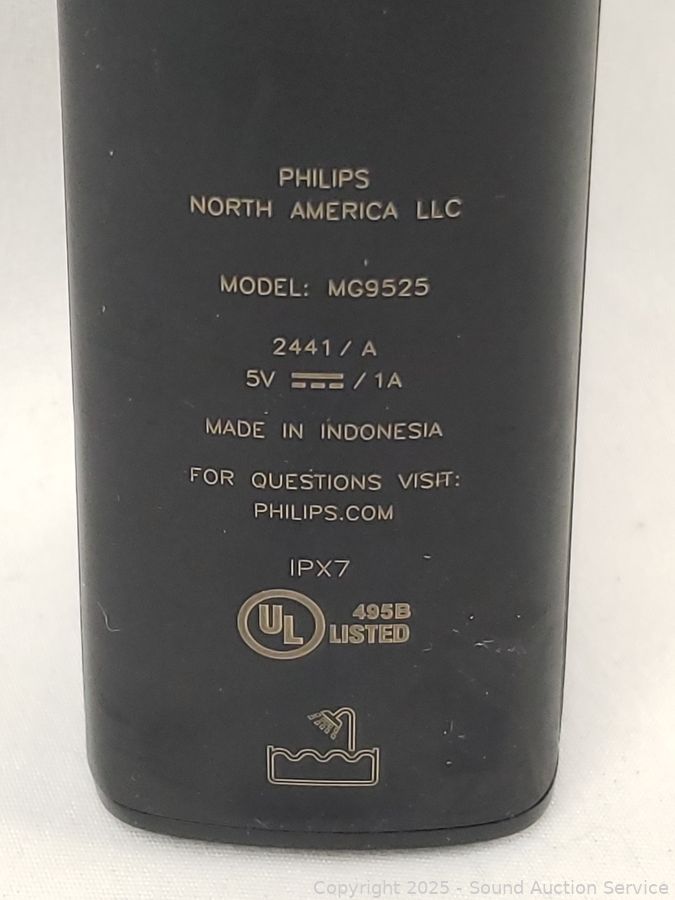 PHILIPS
NORTH AMERICA LLC
MODEL: MG9525
2441 / A
5V ⎓ / 1A
MADE IN INDONESIA
FOR QUESTIONS VISIT:
PHILIPS.COM
IPX7
UL 495B
LISTED
Copyright 2025 - Sound Auction Service